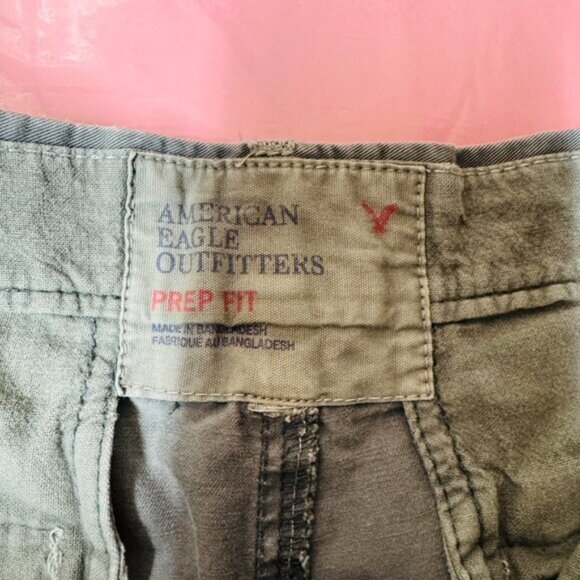 AMERICAN
EAGLE
OUTFITTERS
PREP FIT
MADE IN BANGLADESH
FABRIQUE AU BANGLADESH